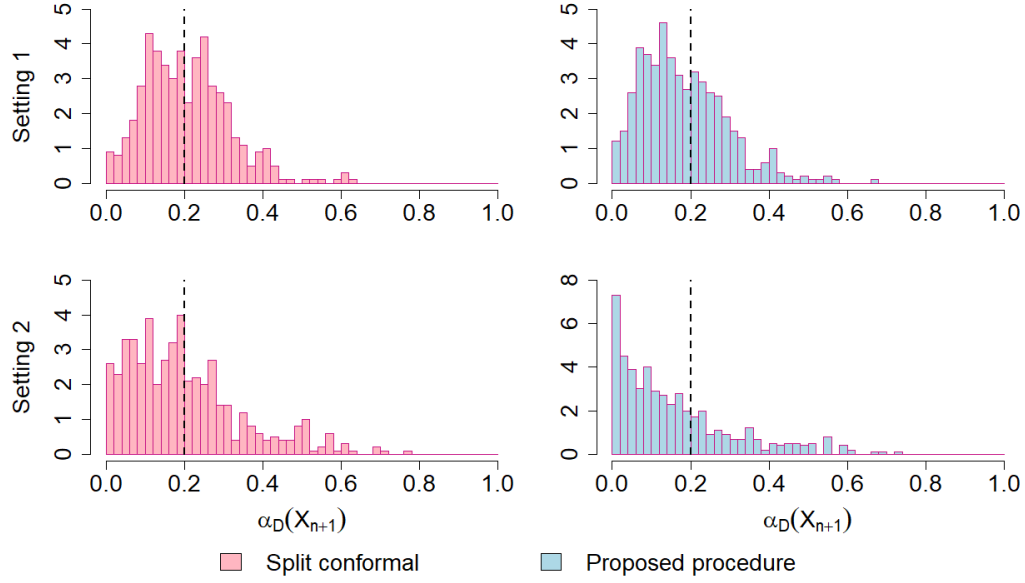 Setting 1
0 1 2 3 4 5
0.0 0.2 0.4 0.6 0.8 1.0
0 1 2 3 4 5
0.0 0.2 0.4 0.6 0.8 1.0
Setting 2
0 1 2 3 4 5
0.0 0.2 0.4 0.6 0.8 1.0
0 2 4 6 8
0.0 0.2 0.4 0.6 0.8 1.0
α_D(X_{n+1})
α_D(X_{n+1})
Split conformal
Proposed procedure